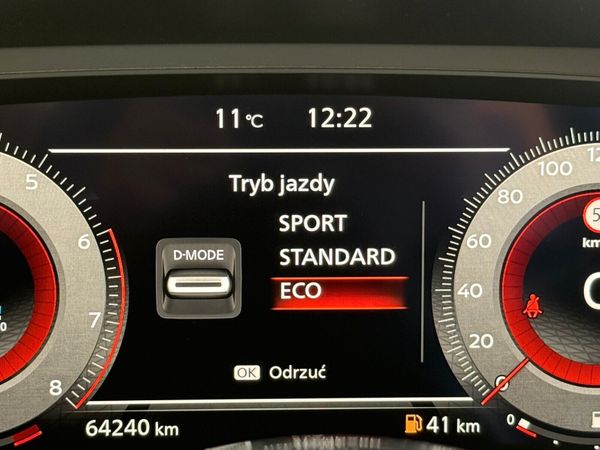 11°C 12:22
Tryb jazdy
SPORT
D-MODE
STANDARD
ECO
OK Odrzuć
64240 km
41 km
5
6
7
8
0
20
40
60
80
100
0